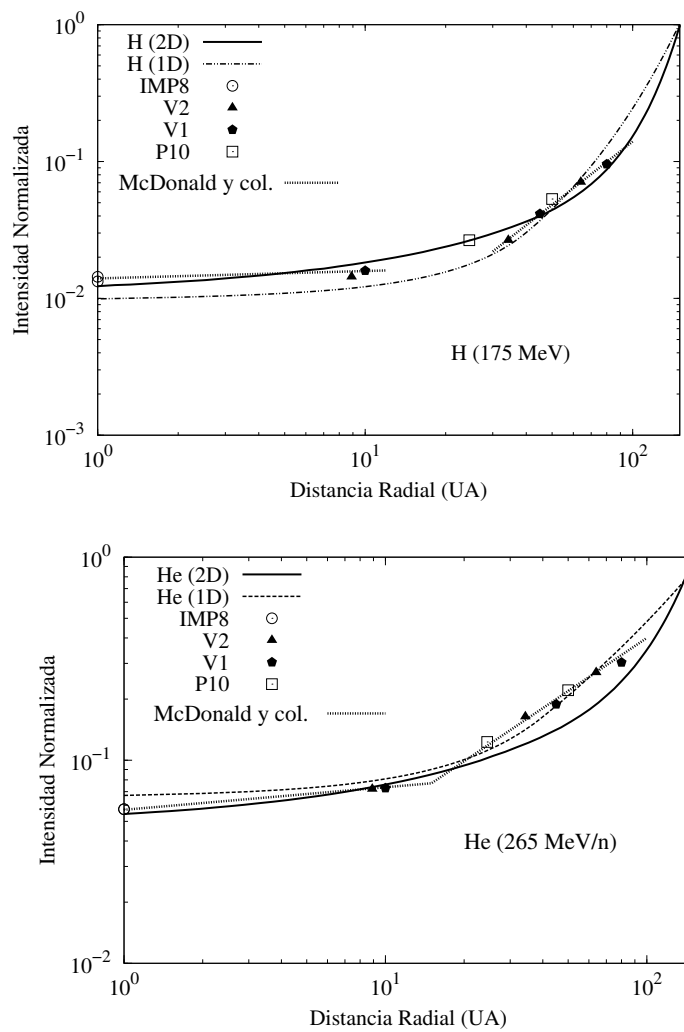 10^0
H (2D)
H (1D)
IMP8
V2
V1
P10
McDonald y col.
10^-1
Intensidad Normalizada
10^-2
H (175 MeV)
10^-3
10^0
10^1
10^2
Distancia Radial (UA)
10^0
He (2D)
He (1D)
IMP8
V2
V1
P10
McDonald y col.
Intensidad Normalizada
10^-1
He (265 MeV/n)
10^-2
10^0
10^1
10^2
Distancia Radial (UA)